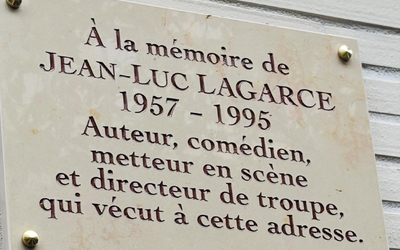 À la mémoire de
JEAN-LUC LAGARCE
1957 - 1995
Auteur, comédien,
metteur en scène
et directeur de troupe,
qui vécut à cette adresse.